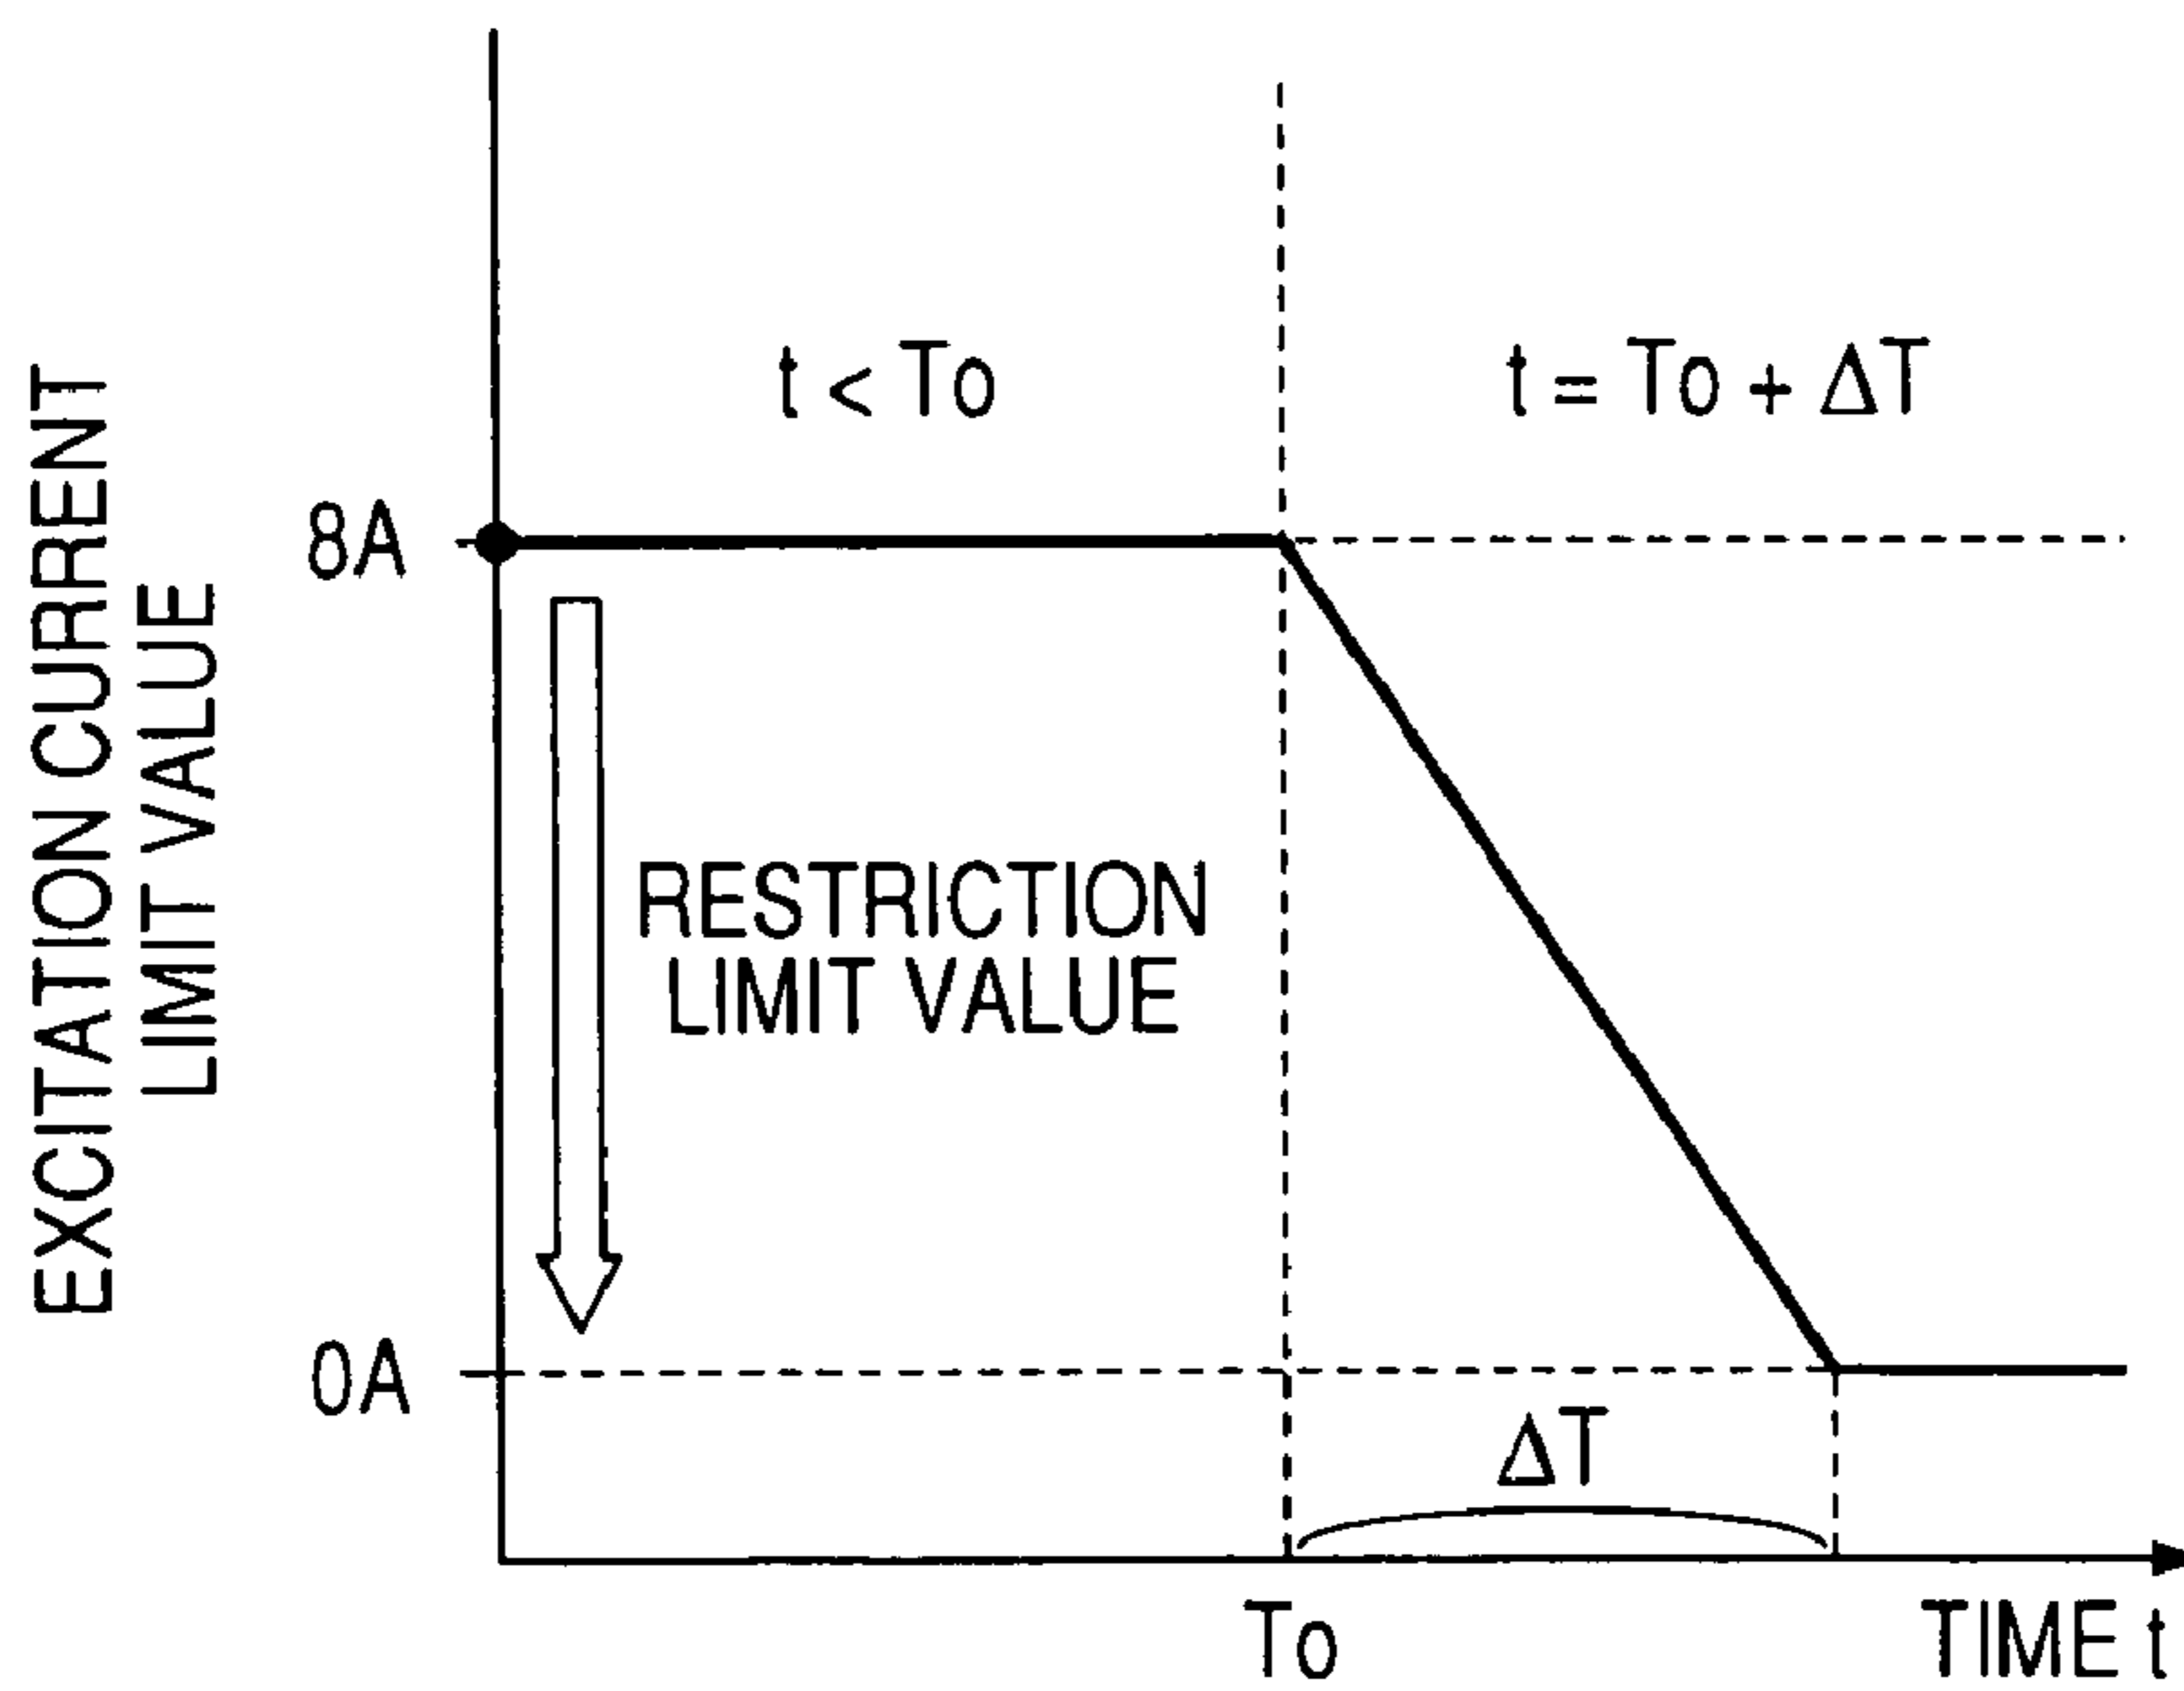 EXCITATION CURRENT
LIMIT VALUE
t < To
t = To + ΔT
8A
RESTRICTION
LIMIT VALUE
0A
ΔT
To
TIME t